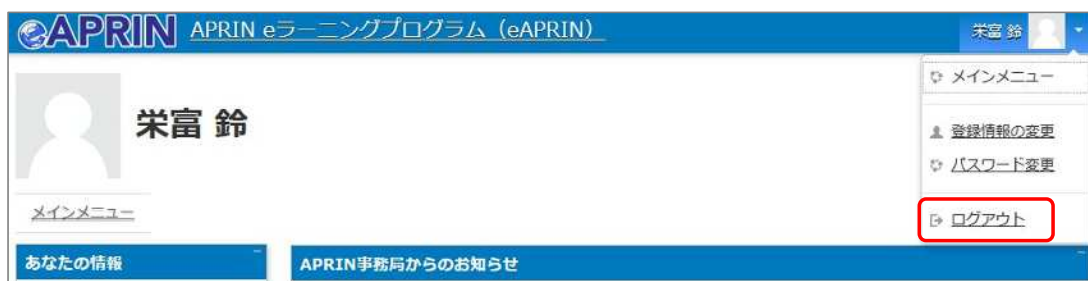 eAPRIN APRIN eラーニングプログラム（eAPRIN） 栄富 鈴
メインメニュー
栄富 鈴
登録情報の変更
パスワード変更
メインメニュー
ログアウト
あなたの情報
APRIN事務局からのお知らせ